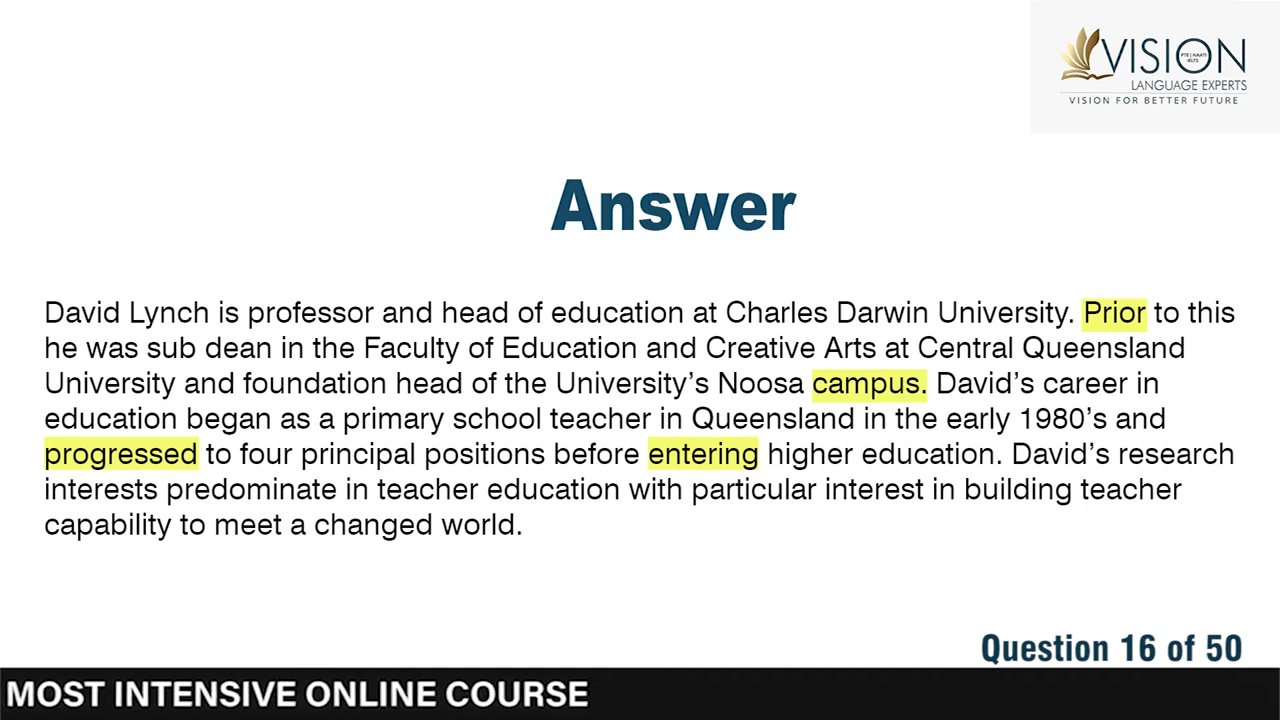 VISION
PTE | NAATI
IELTS
LANGUAGE EXPERTS
VISION FOR BETTER FUTURE
Answer
David Lynch is professor and head of education at Charles Darwin University. Prior to this
he was sub dean in the Faculty of Education and Creative Arts at Central Queensland
University and foundation head of the University's Noosa campus. David's career in
education began as a primary school teacher in Queensland in the early 1980's and
progressed to four principal positions before entering higher education. David's research
interests predominate in teacher education with particular interest in building teacher
capability to meet a changed world.
Question 16 of 50
MOST INTENSIVE ONLINE COURSE